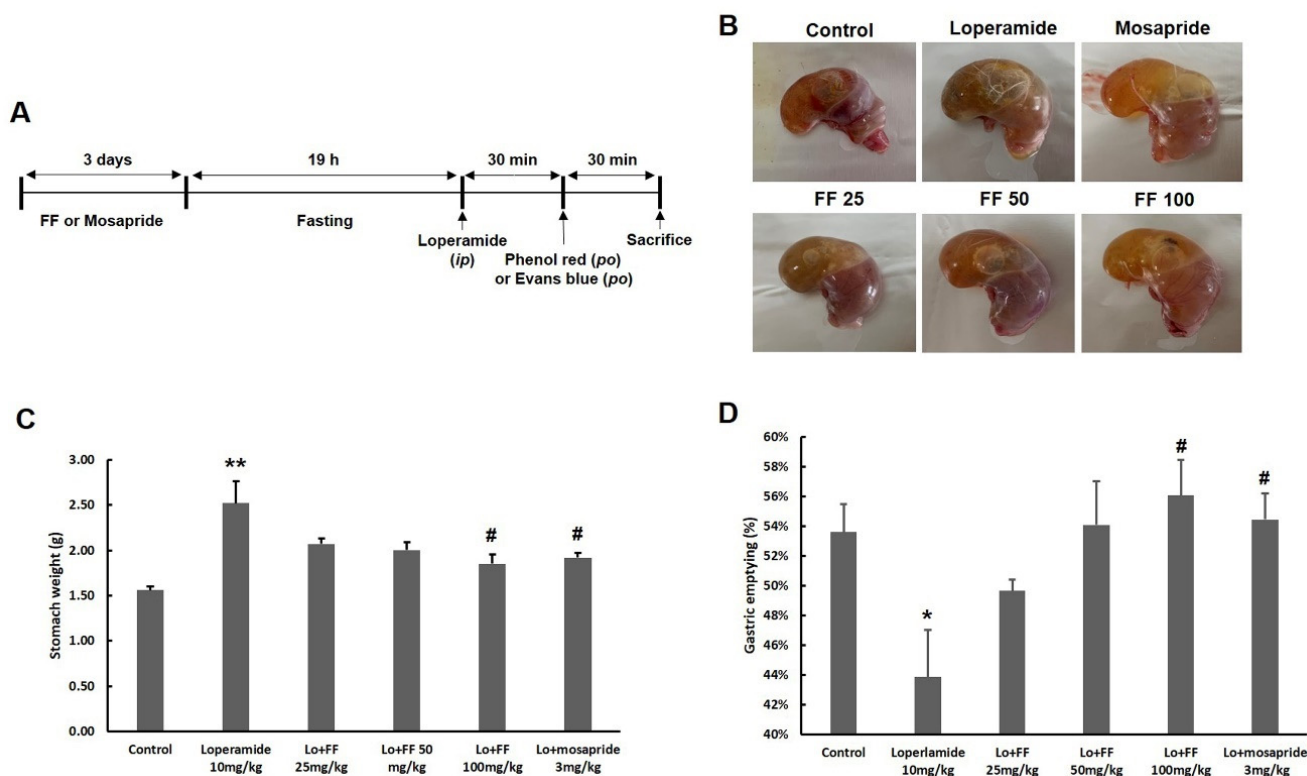 A
3 days
19 h
30 min
30 min
FF or Mosapride
Fasting
Loperamide
(ip)
Phenol red (po)
or Evans blue (po)
Sacrifice
B
Control
Loperamide
Mosapride
FF 25
FF 50
FF 100
C
Stomach weight (g)
3.00
2.50
2.00
1.50
1.00
0.50
0.00
**
#
#
Control
Loperamide
10mg/kg
Lo+FF
25mg/kg
Lo+FF 50
mg/kg
Lo+FF
100mg/kg
Lo+mosapride
3mg/kg
D
Gastric emptying (%)
60%
58%
56%
54%
52%
50%
48%
46%
44%
42%
40%
*
#
#
Control
Loperlamide
10mg/kg
Lo+FF
25mg/kg
Lo+FF
50mg/kg
Lo+FF
100mg/kg
Lo+mosapride
3mg/kg